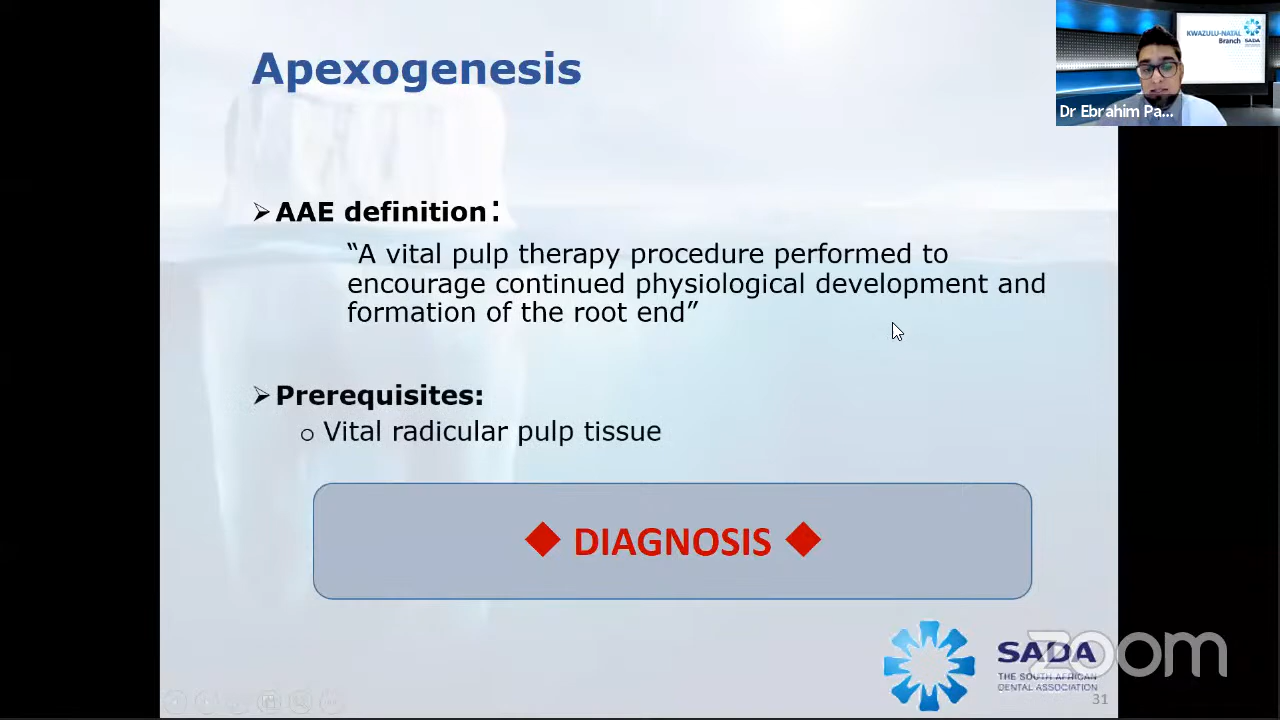 Apexogenesis
AAE definition:
“A vital pulp therapy procedure performed to
encourage continued physiological development and
formation of the root end”
Prerequisites:
Vital radicular pulp tissue
DIAGNOSIS
SADA
THE SOUTH AFRICAN
DENTAL ASSOCIATION
31
zoom
KWAZULU-NATAL
Branch
SADA
Dr Ebrahim Pa...